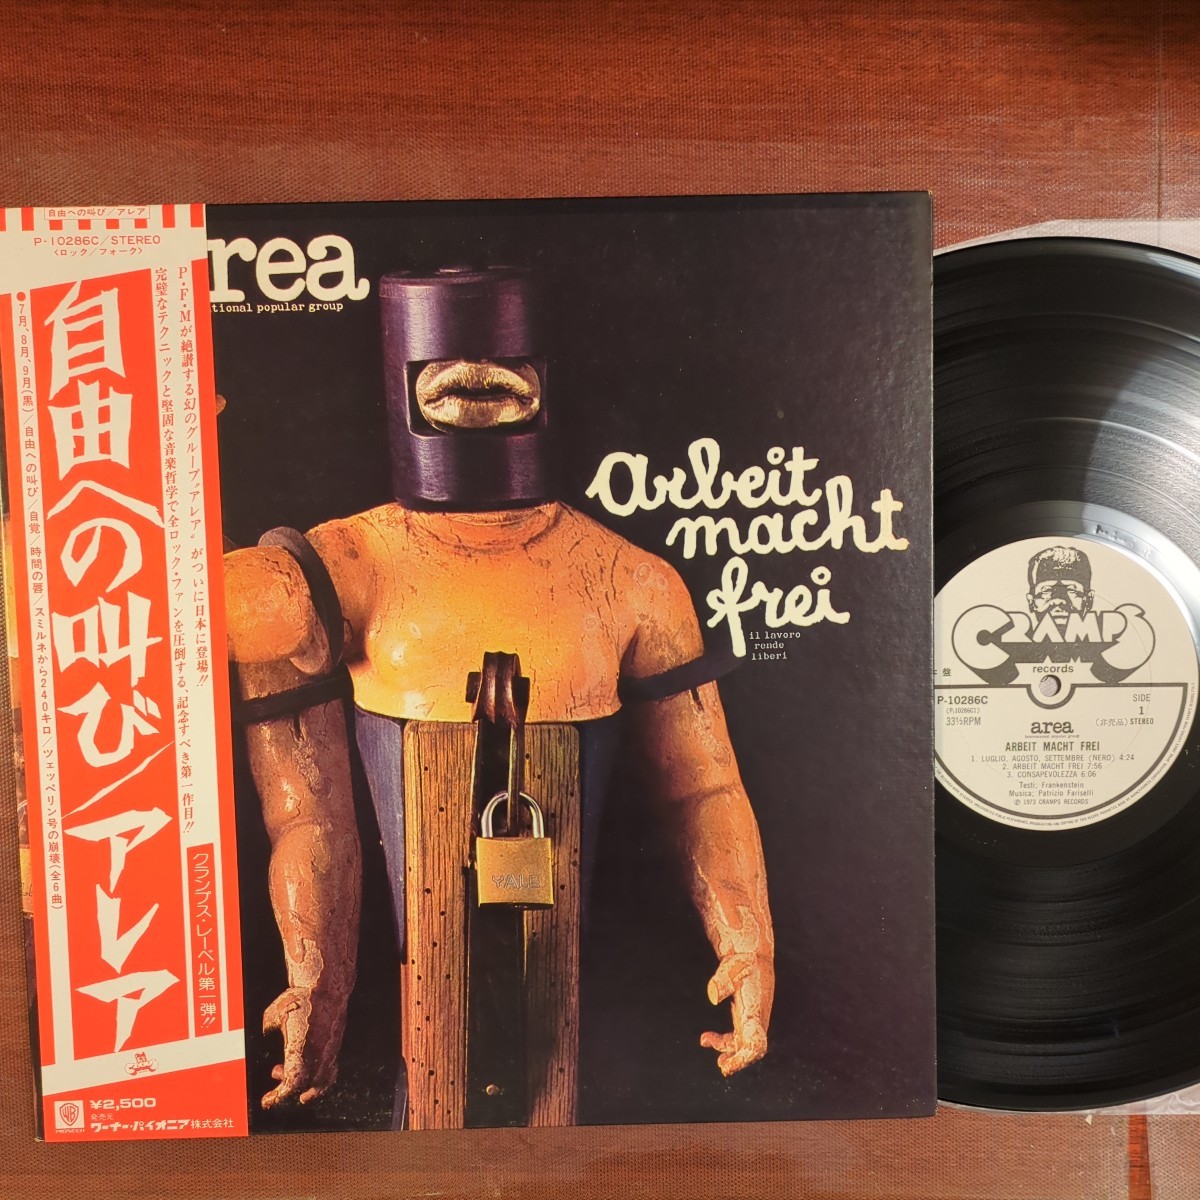 自由への叫び/アレア
P-10286C/STEREO
〈ロック/フォーク〉
自由への叫び/アレア
P・F・Mが絶讃する幻のグループ"アレア"がついに日本に登場!!
完璧なテクニックと堅固な音楽哲学で全ロック・ファンを圧倒する、記念すべき第一作目!!
●7月、8月、9月(黒)/自由への叫び/自覚/時間の唇/スミルネから240キロ/ツェッペリン号の崩壊(全6曲)
クランプス・レーベル第一弾!!
¥2,500
発売元
ワーナー・パイオニア株式会社
WB
PIONEER
rea
tional popular group
arbeit
macht
frei
il lavoro
rende
liberi
YALE
CRAMPS
records
P-10286C
(P₁10286C1)
33⅓RPM
SIDE
1
(非売品) STEREO
area
international popular group
ARBEIT MACHT FREI
1. LUGLIO, AGOSTO, SETTEMBRE (NERO) 4:24
2. ARBEIT MACHT FREI 7:56
3. CONSAPEVOLEZZA 6:06
Testi; Frankenstein
Musica; Patrizio Fariselli
Ⓟ 1973 CRAMPS RECORDS